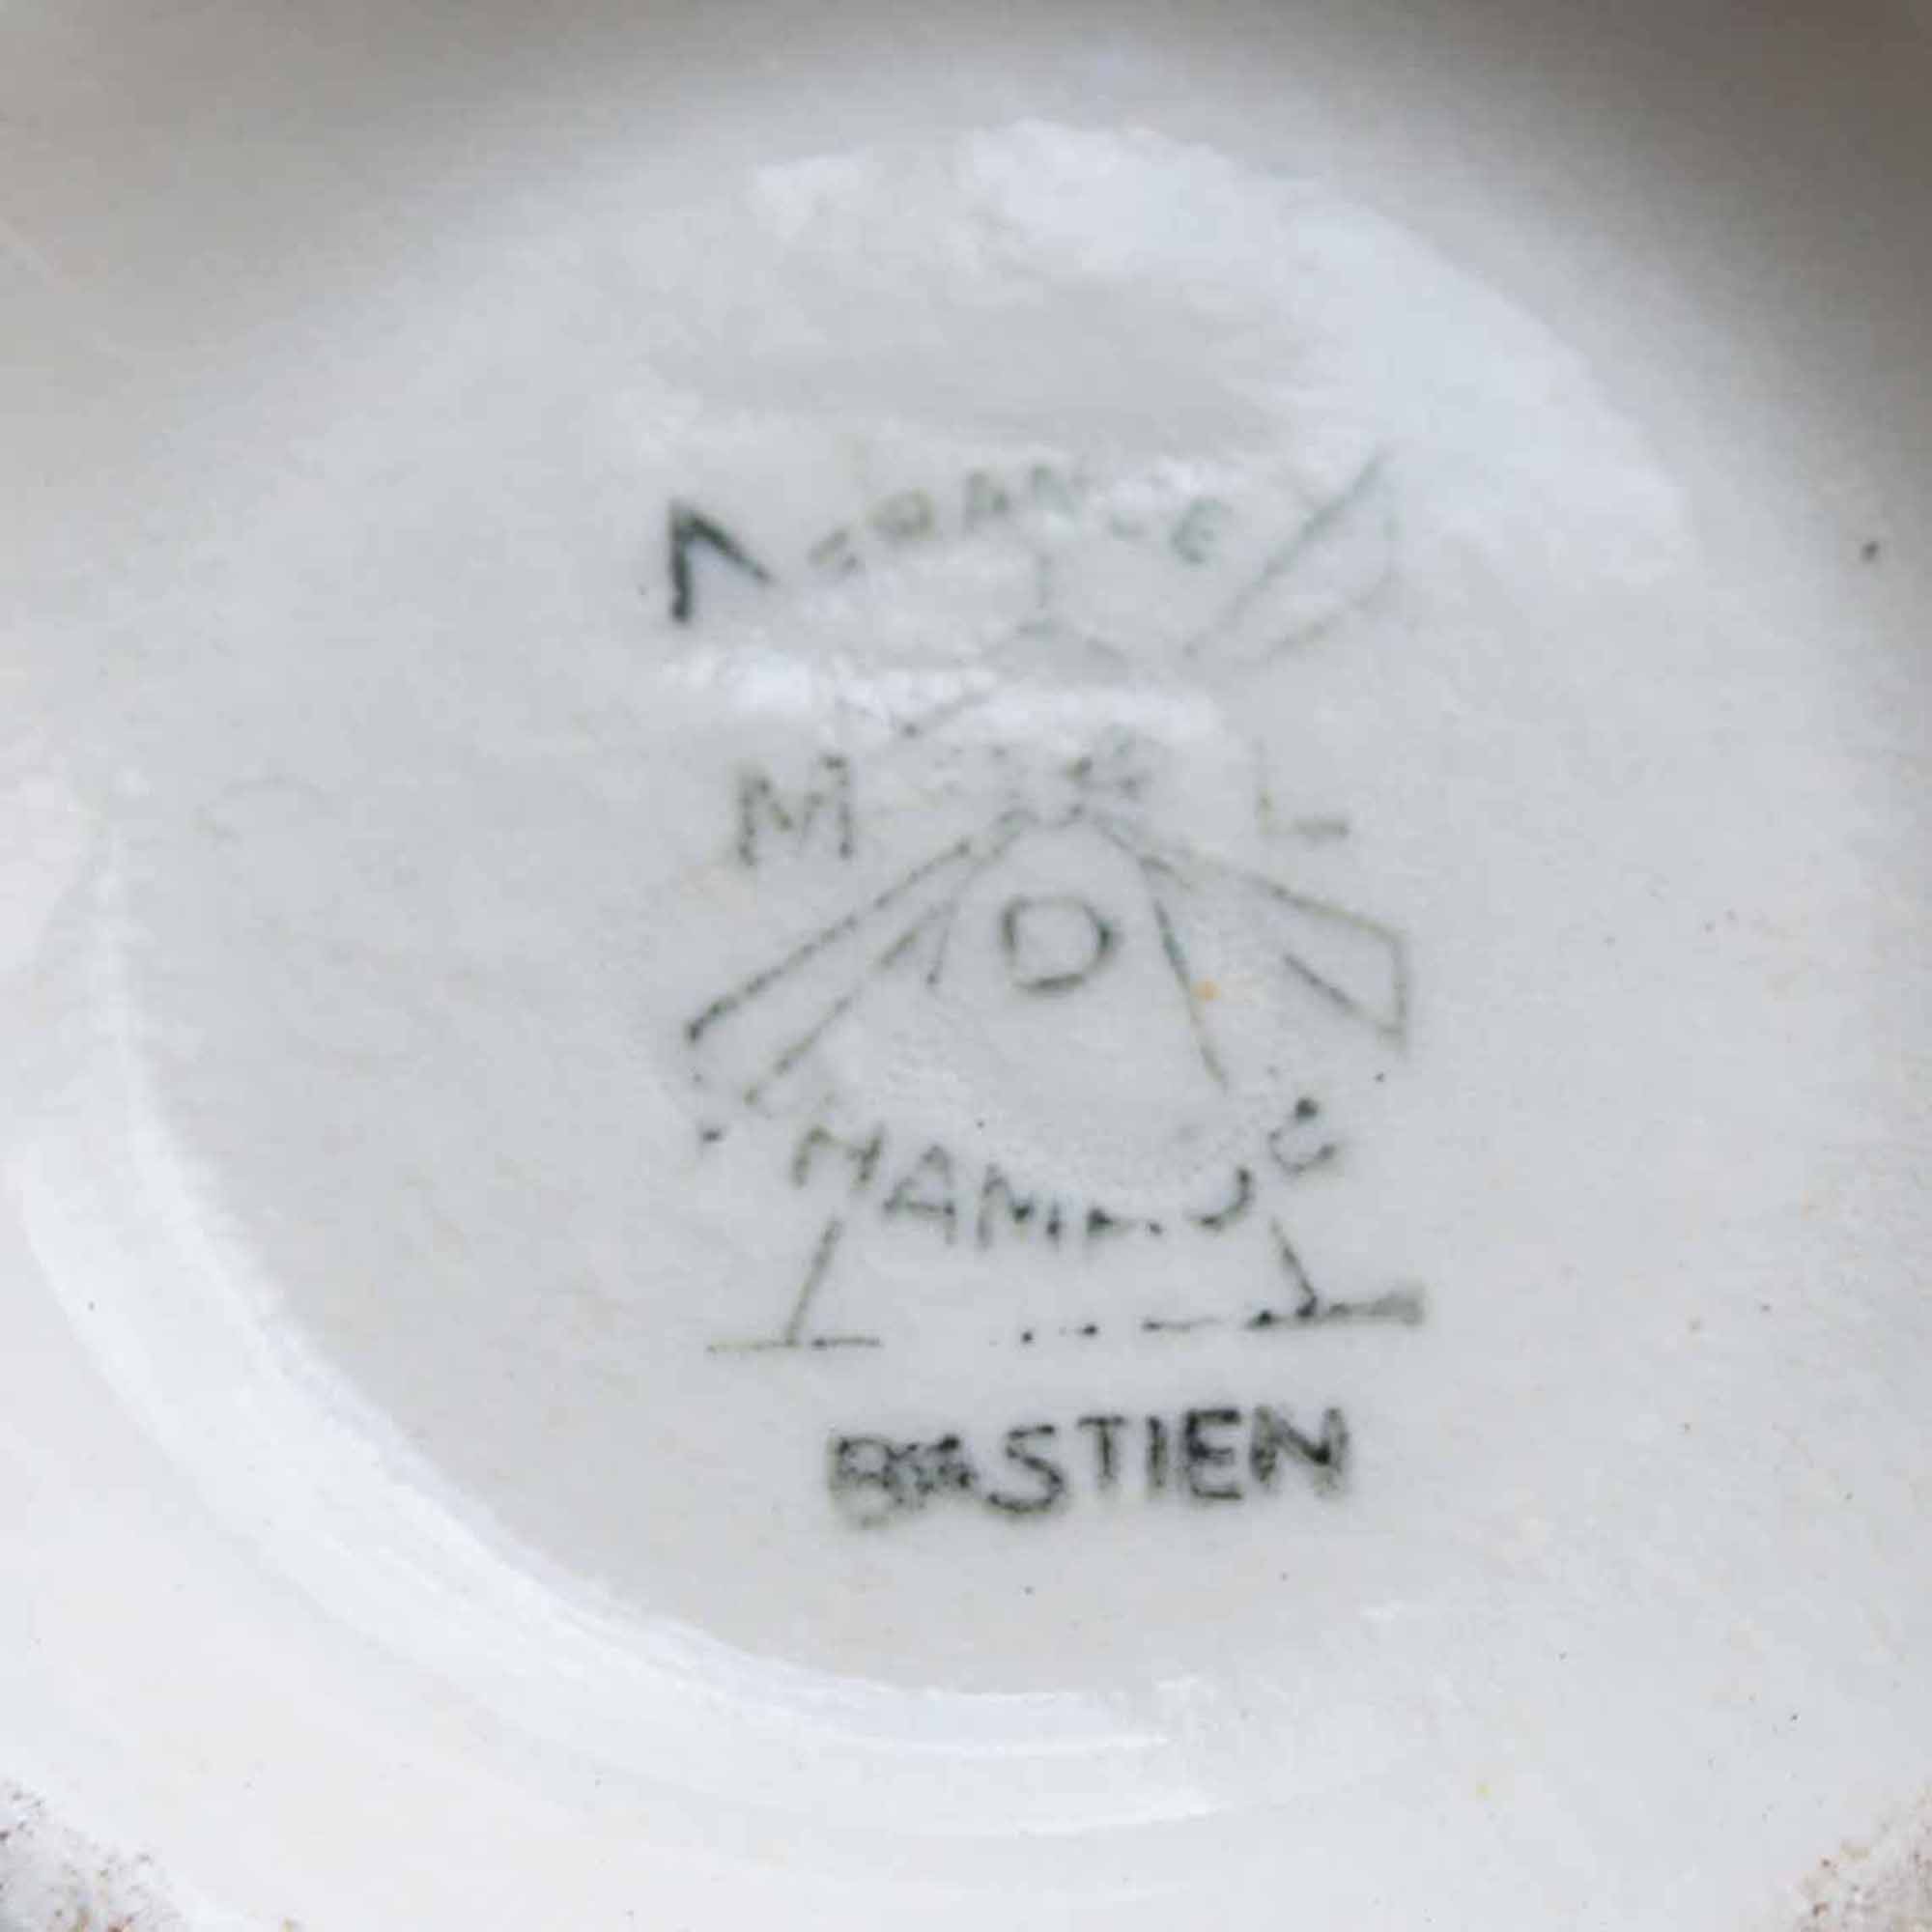 FRANCE
M L
D
BASTIEN